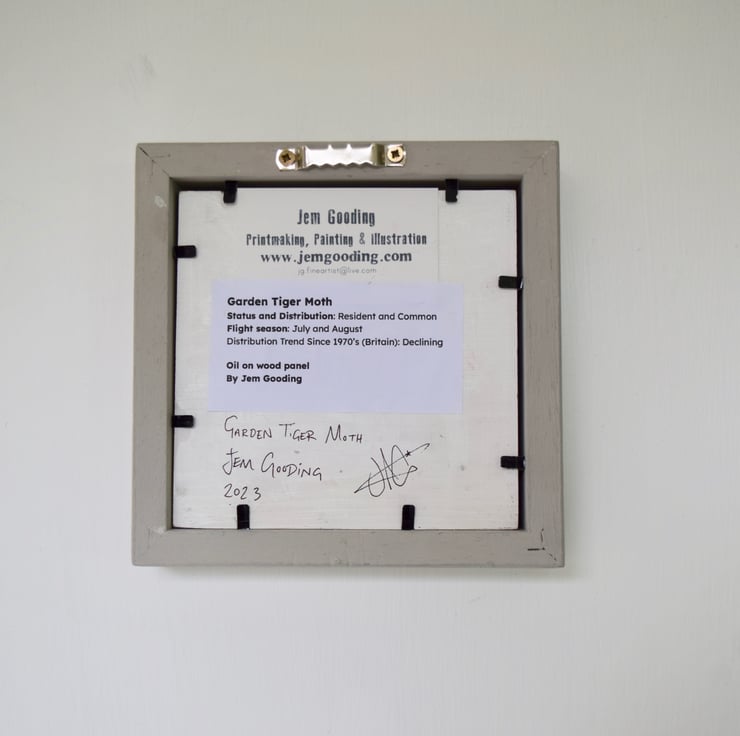 Jem Gooding
Printmaking, Painting & illustration
www.jemgooding.com
jg.fineartist@live.com
Garden Tiger Moth
Status and Distribution: Resident and Common
Flight season: July and August
Distribution Trend Since 1970's (Britain): Declining
Oil on wood panel
By Jem Gooding
GARDEN TIGER MOTH
JEM GOODING
2023